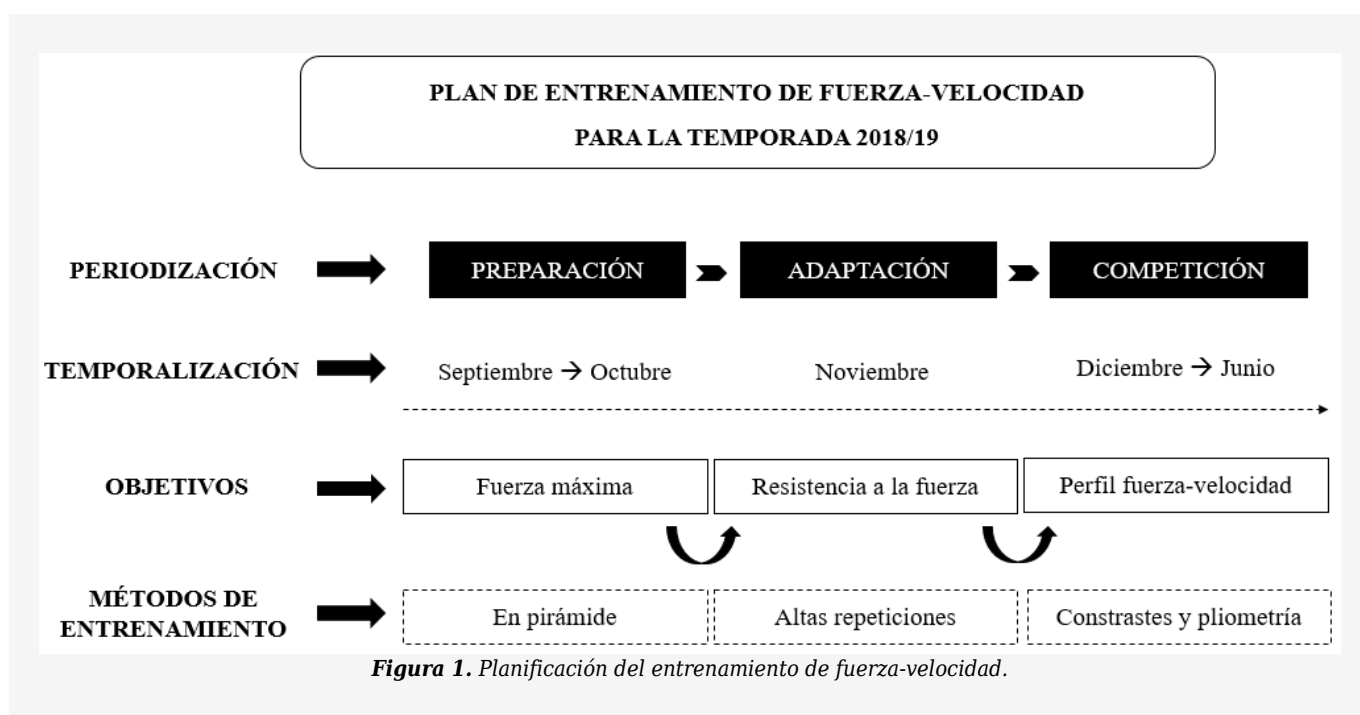 PLAN DE ENTRENAMIENTO DE FUERZA-VELOCIDAD
PARA LA TEMPORADA 2018/19
PERIODIZACIÓN
PREPARACIÓN
ADAPTACIÓN
COMPETICIÓN
TEMPORALIZACIÓN
Septiembre → Octubre
Noviembre
Diciembre → Junio
OBJETIVOS
Fuerza máxima
Resistencia a la fuerza
Perfil fuerza-velocidad
MÉTODOS DE
ENTRENAMIENTO
En pirámide
Altas repeticiones
Constrastes y pliometría
Figura 1. Planificación del entrenamiento de fuerza-velocidad.